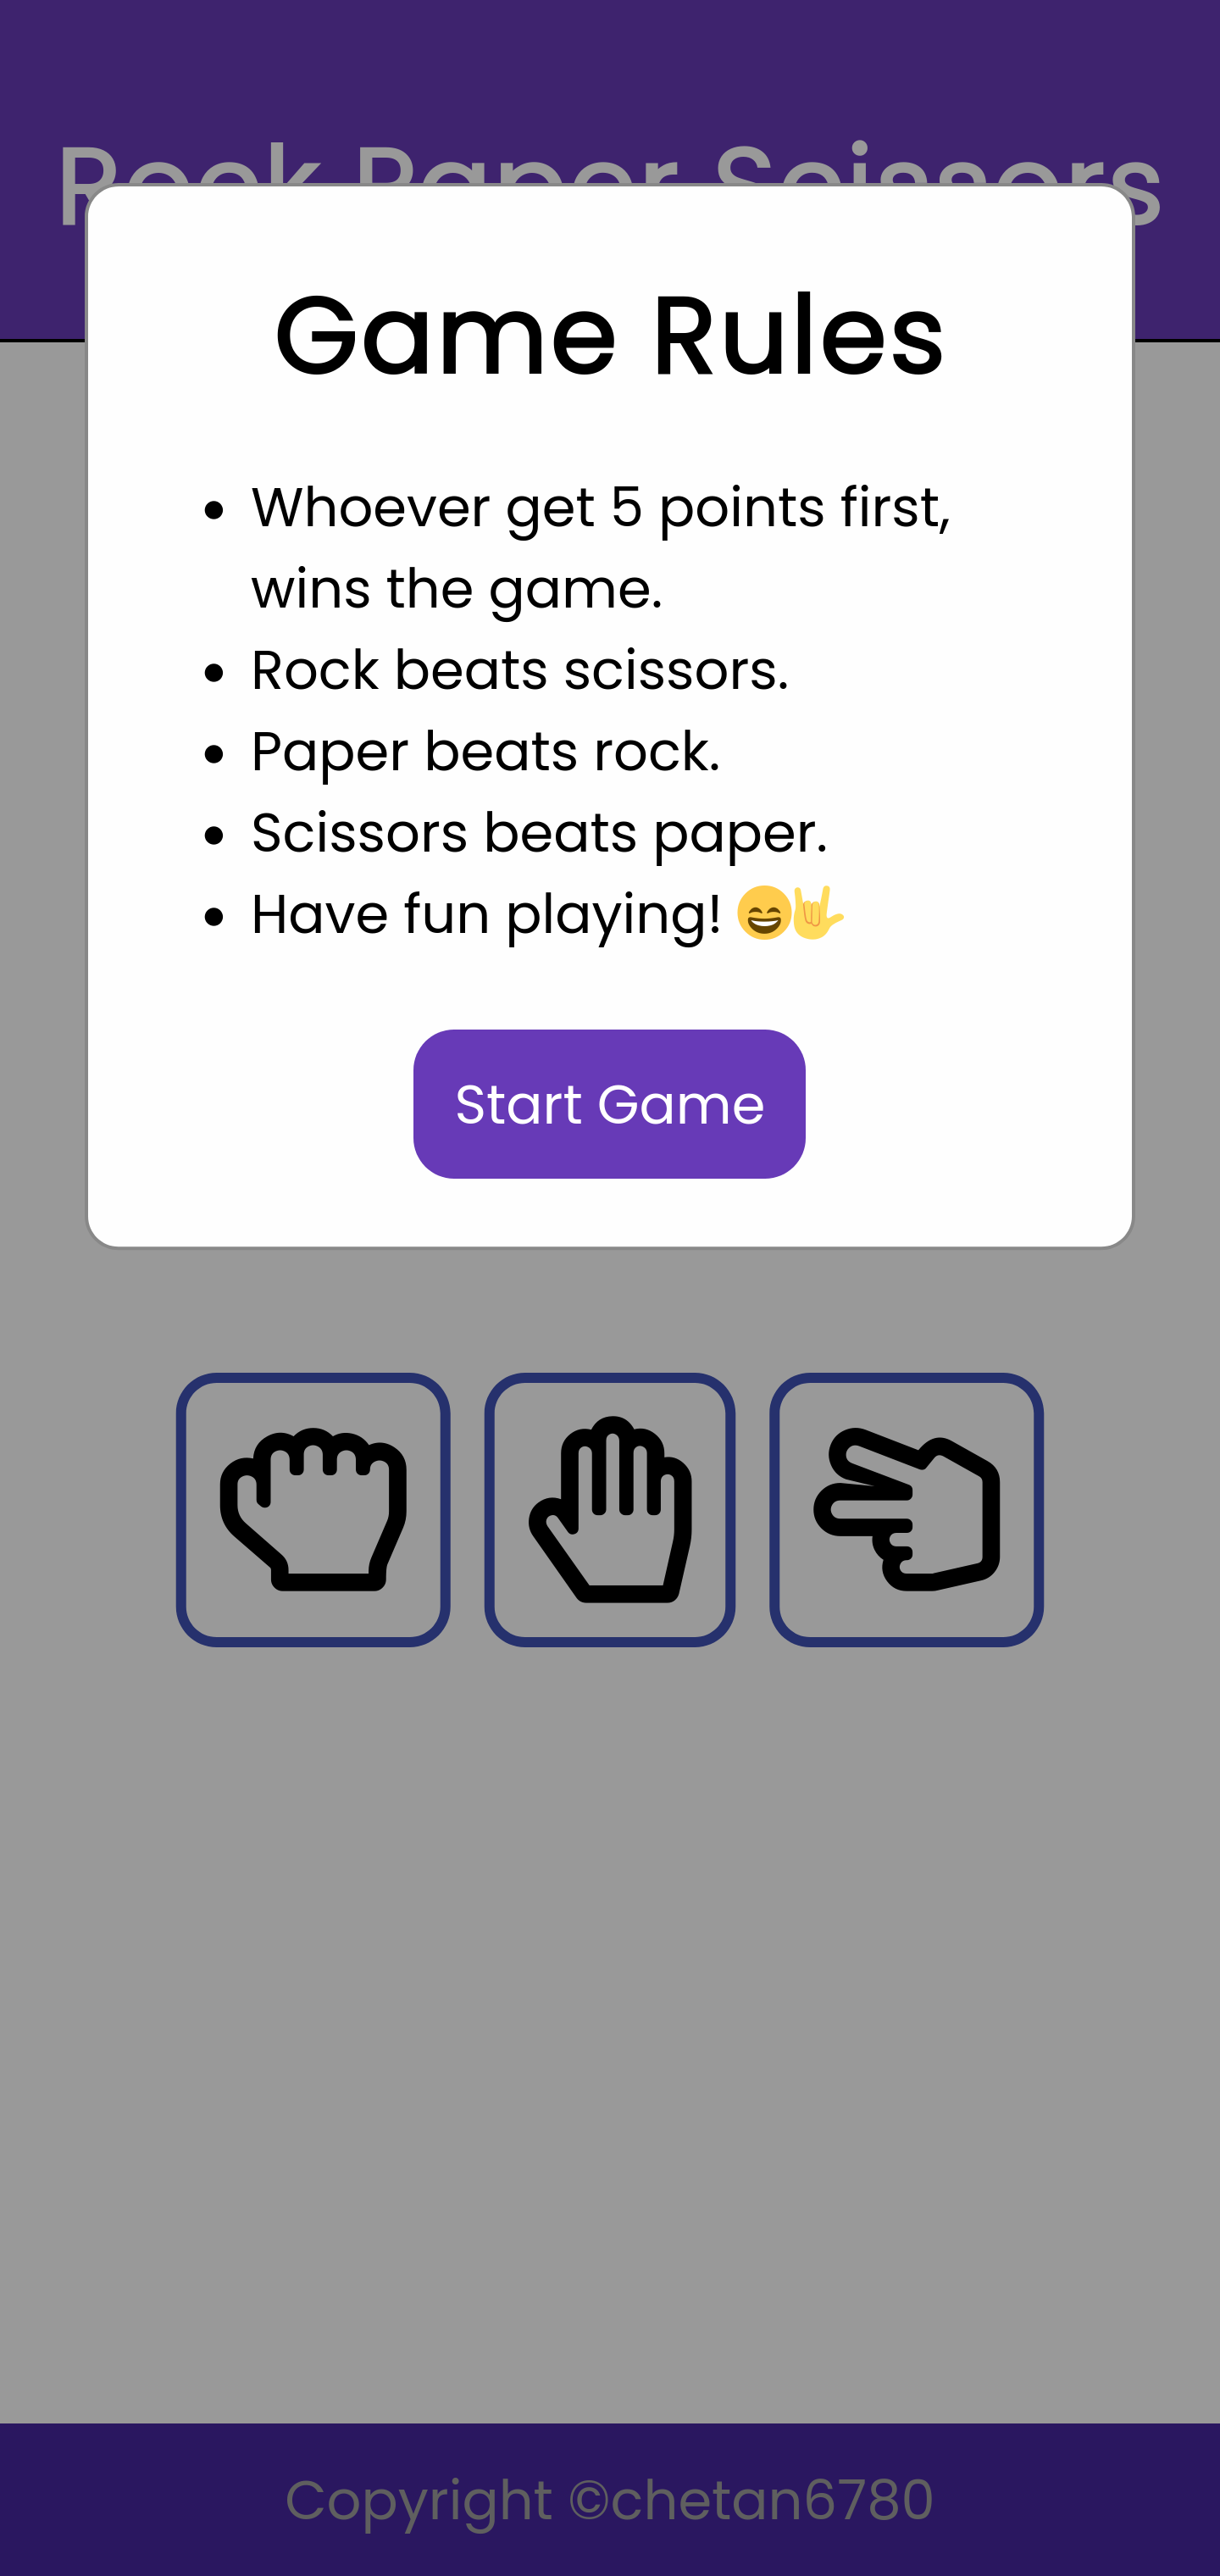 Rock Paper Scissors
Game Rules
• Whoever get 5 points first,
wins the game.
• Rock beats scissors.
• Paper beats rock.
• Scissors beats paper.
• Have fun playing! 😄🤟
Start Game
Copyright ©chetan6780